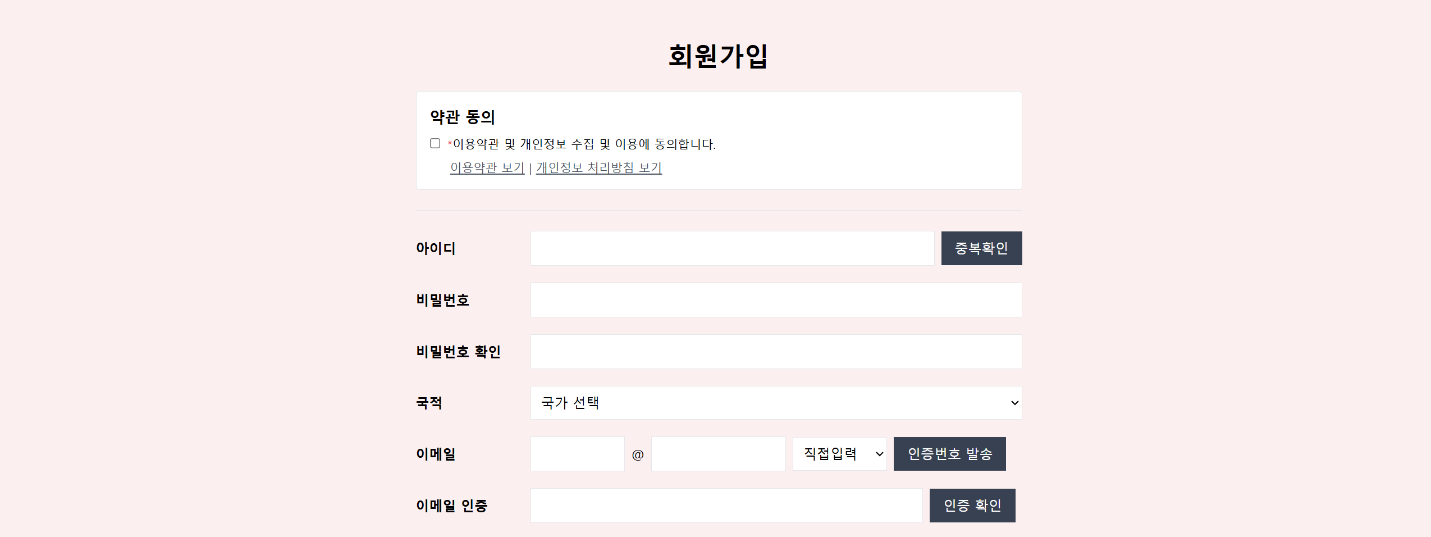 회원가입
약관 동의
*이용약관 및 개인정보 수집 및 이용에 동의합니다.
이용약관 보기 | 개인정보 처리방침 보기
아이디 중복확인
비밀번호
비밀번호 확인
국적 국가 선택
이메일 @ 직접입력 인증번호 발송
이메일 인증 인증 확인